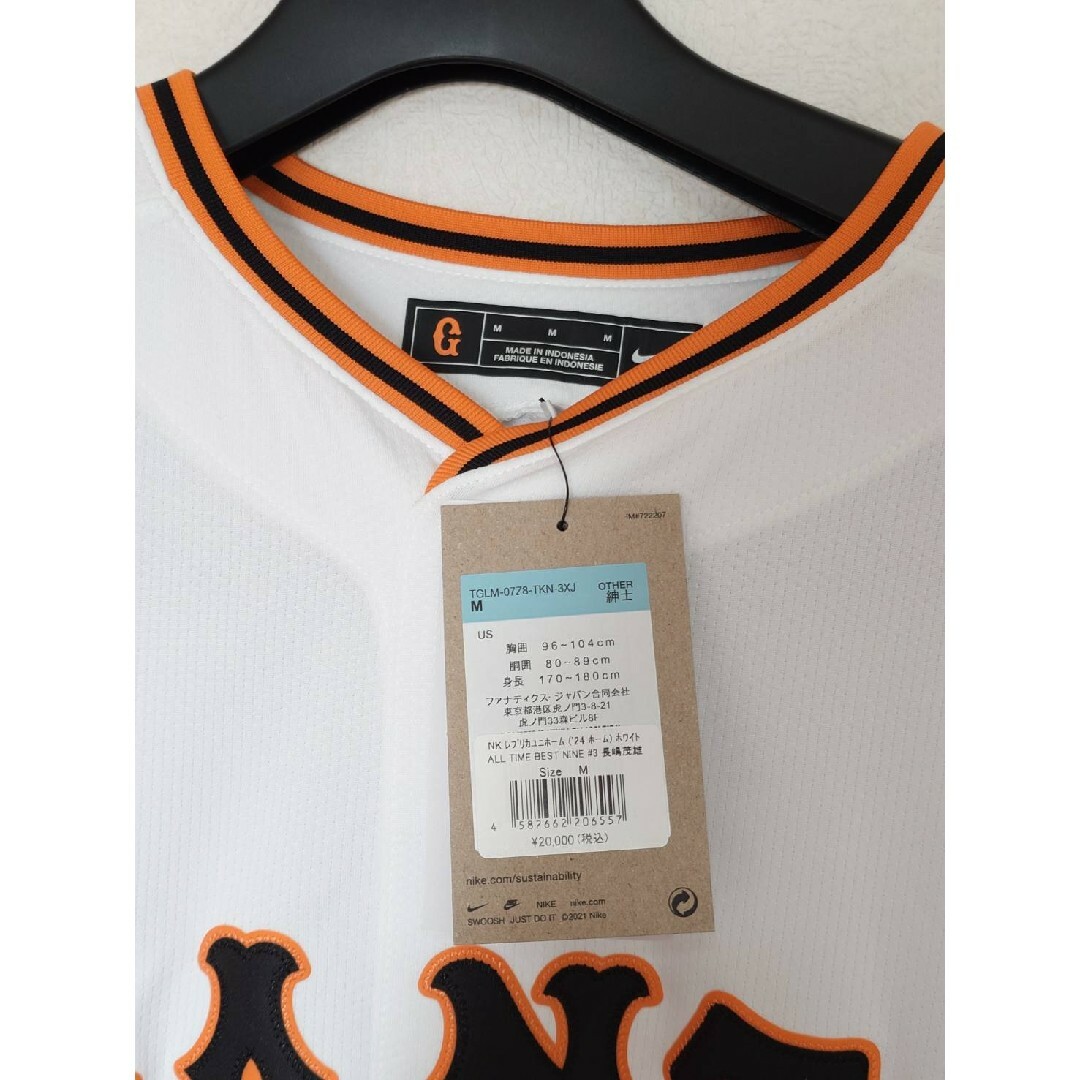 G
M M M
MADE IN INDONESIA
FABRIQUE EN INDONESIE
MK722207
TGLM-0778-TKN-3XJ OTHER
M 紳士
US
胸囲 96-104cm
胴囲 80-89cm
身長 170-180cm
ファナティクス・ジャパン合同会社
東京都港区虎ノ門3-8-21
虎ノ門33森ビル6F
NK レプリカユニホーム ('24 ホーム) ホワイト
ALL TIME BEST NINE #3 長嶋茂雄
Size M
4 582662 206557
¥20,000(税込)
nike.com/sustainability
NIKE nike.com
SWOOSH JUST DO IT ©2021 Nike
ANT